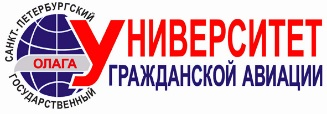 САНКТ-ПЕТЕРБУРГСКИЙ
ГОСУДАРСТВЕННЫЙ
ОЛАГА
УНИВЕРСИТЕТ
ГРАЖДАНСКОЙ АВИАЦИИ